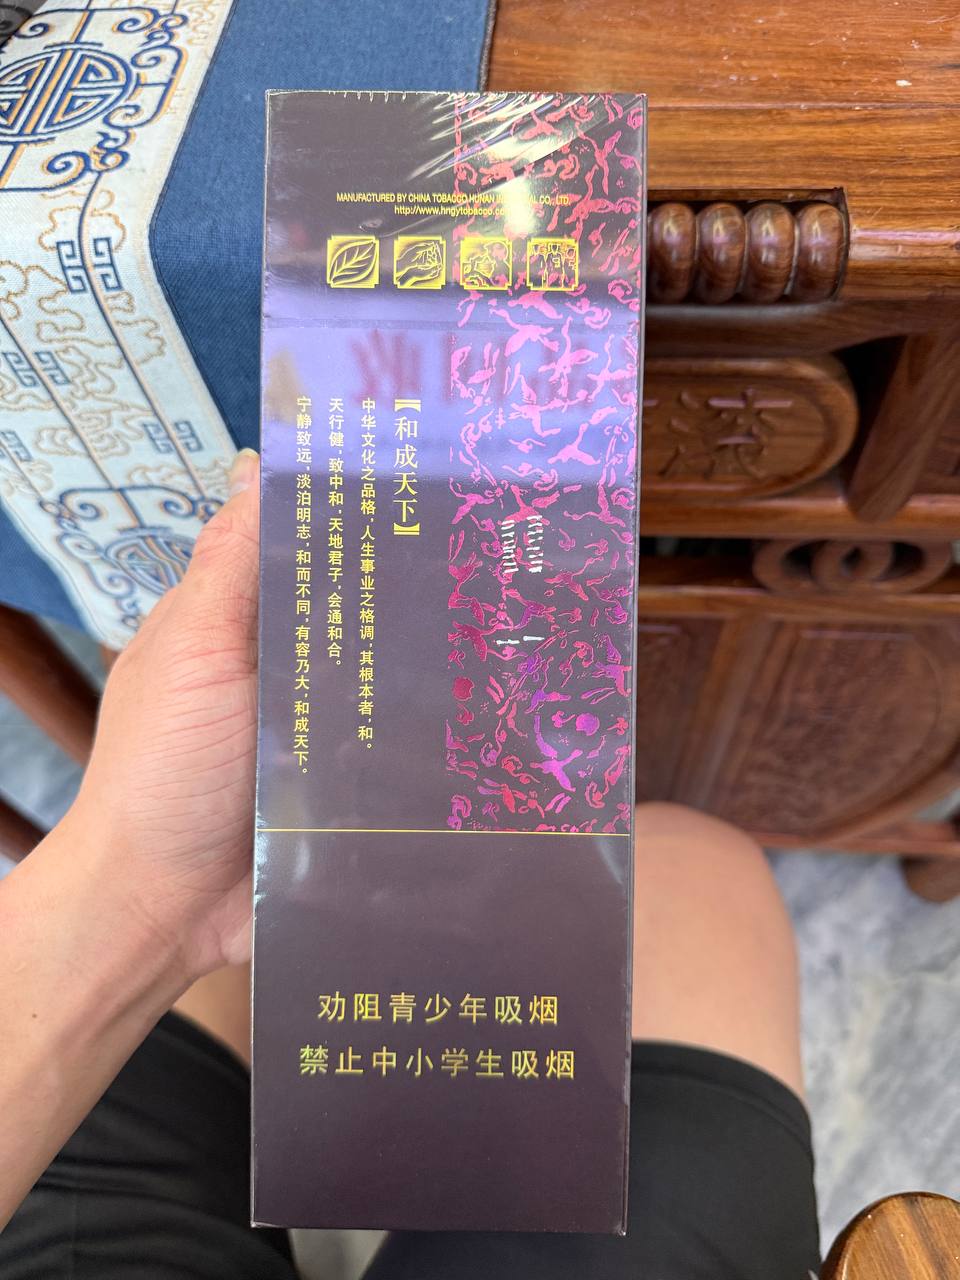 MANUFACTURED BY CHINA TOBACCO HUNAN INDUSTRIAL CO., LTD.
http://www.hngytobacco.com
【和成天下】
中华文化之品格,人生事业之格调,其根本者,和。
天行健,致中和,天地君子,会通和合。
宁静致远,淡泊明志,和而不同,有容乃大,和成天下。
劝阻青少年吸烟
禁止中小学生吸烟